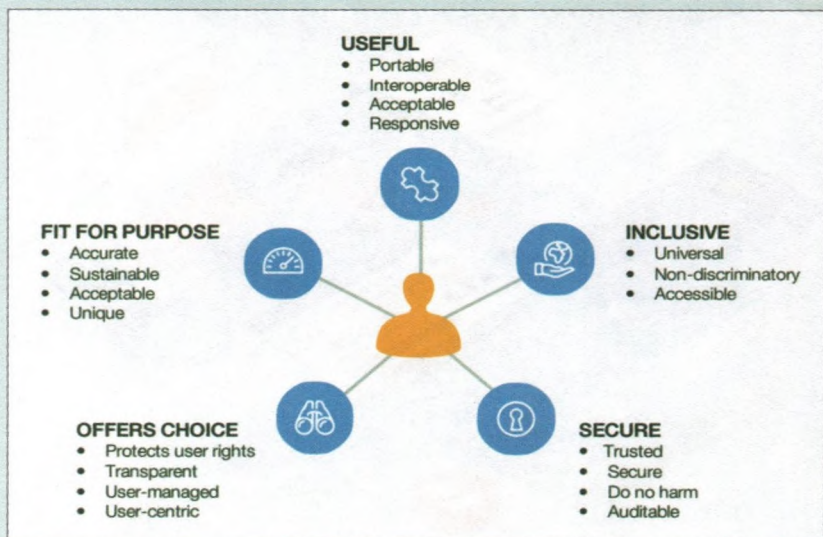 USEFUL
• Portable
• Interoperable
• Acceptable
• Responsive
FIT FOR PURPOSE
• Accurate
• Sustainable
• Acceptable
• Unique
INCLUSIVE
• Universal
• Non-discriminatory
• Accessible
OFFERS CHOICE
• Protects user rights
• Transparent
• User-managed
• User-centric
SECURE
• Trusted
• Secure
• Do no harm
• Auditable